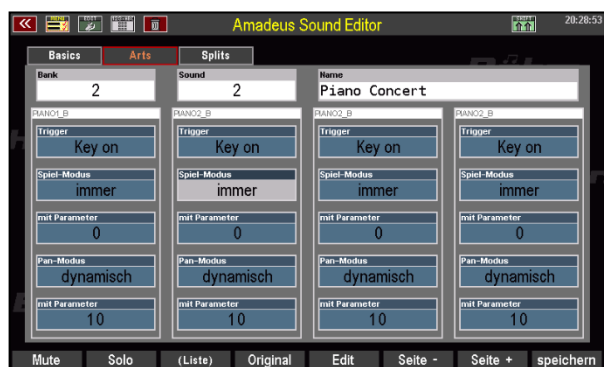 Amadeus Sound Editor
20:28:53
Basics Arts Splits
Bank Sound Name
2 2 Piano Concert
PIANO1_B PIANO2_B PIANO2_B PIANO2_B
Trigger Trigger Trigger Trigger
Key on Key on Key on Key on
Spiel-Modus Spiel-Modus Spiel-Modus Spiel-Modus
immer immer immer immer
mit Parameter mit Parameter mit Parameter mit Parameter
0 0 0 0
Pan-Modus Pan-Modus Pan-Modus Pan-Modus
dynamisch dynamisch dynamisch dynamisch
mit Parameter mit Parameter mit Parameter mit Parameter
10 10 10 10
Mute Solo (Liste) Original Edit Seite - Seite + speichern